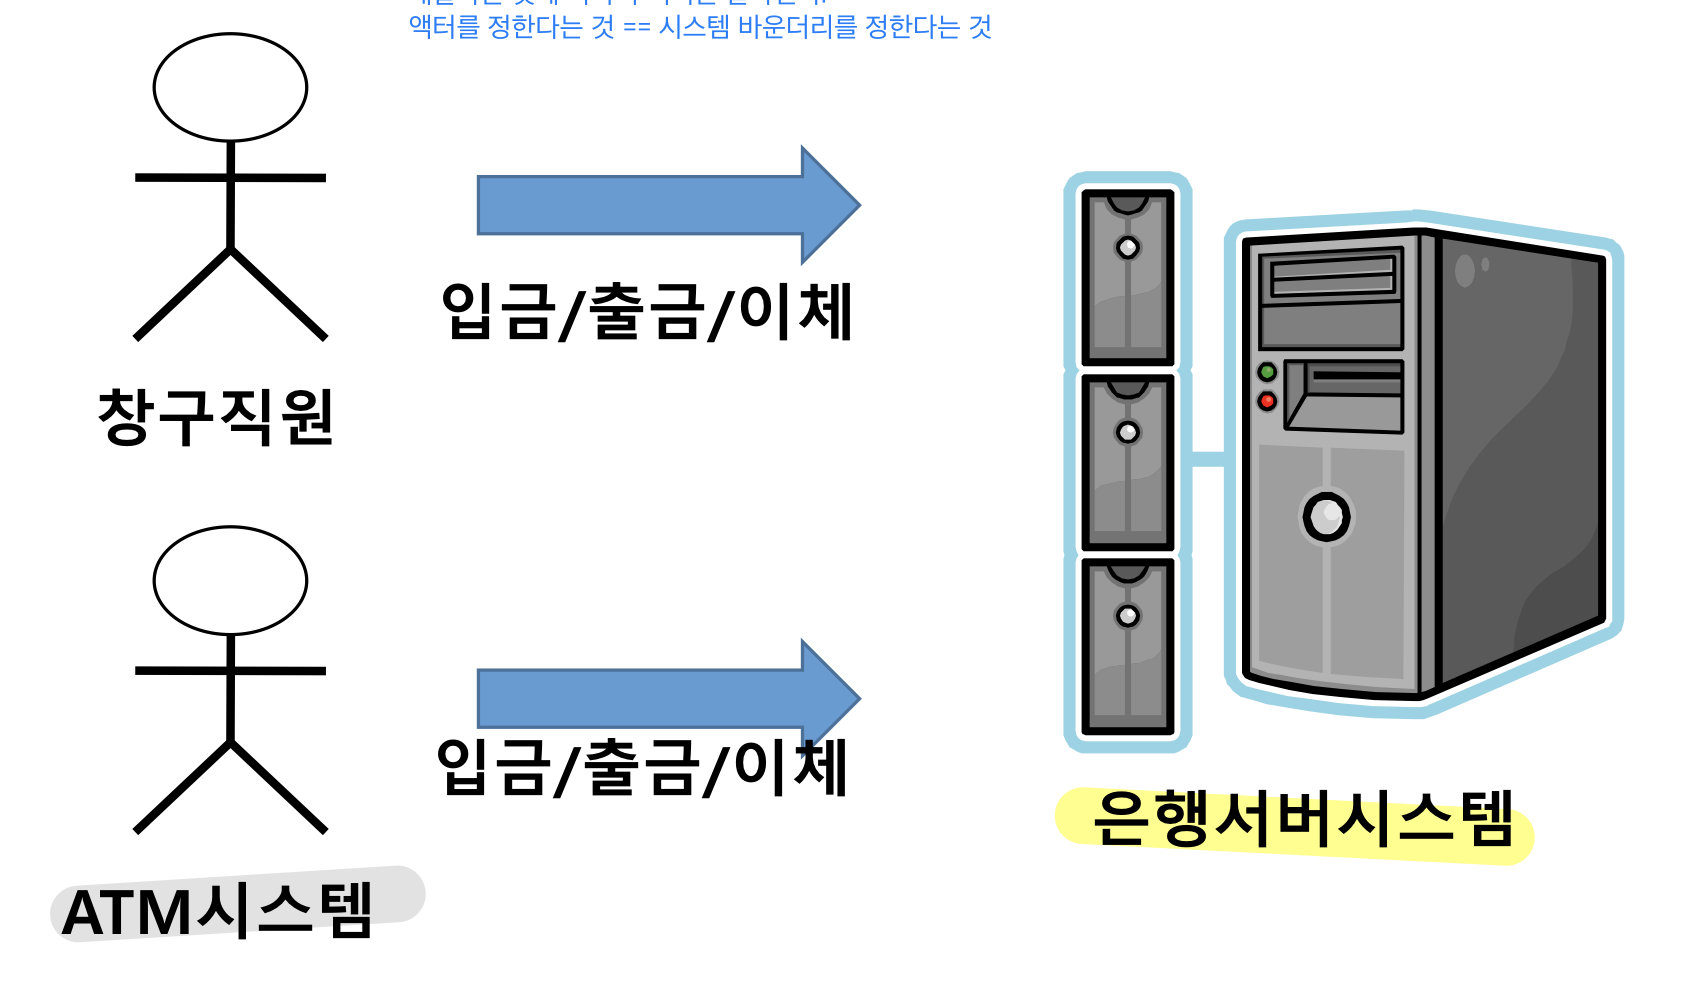 액터를 정한다는 것 == 시스템 바운더리를 정한다는 것
입금/출금/이체
창구직원
입금/출금/이체
은행서버시스템
ATM시스템